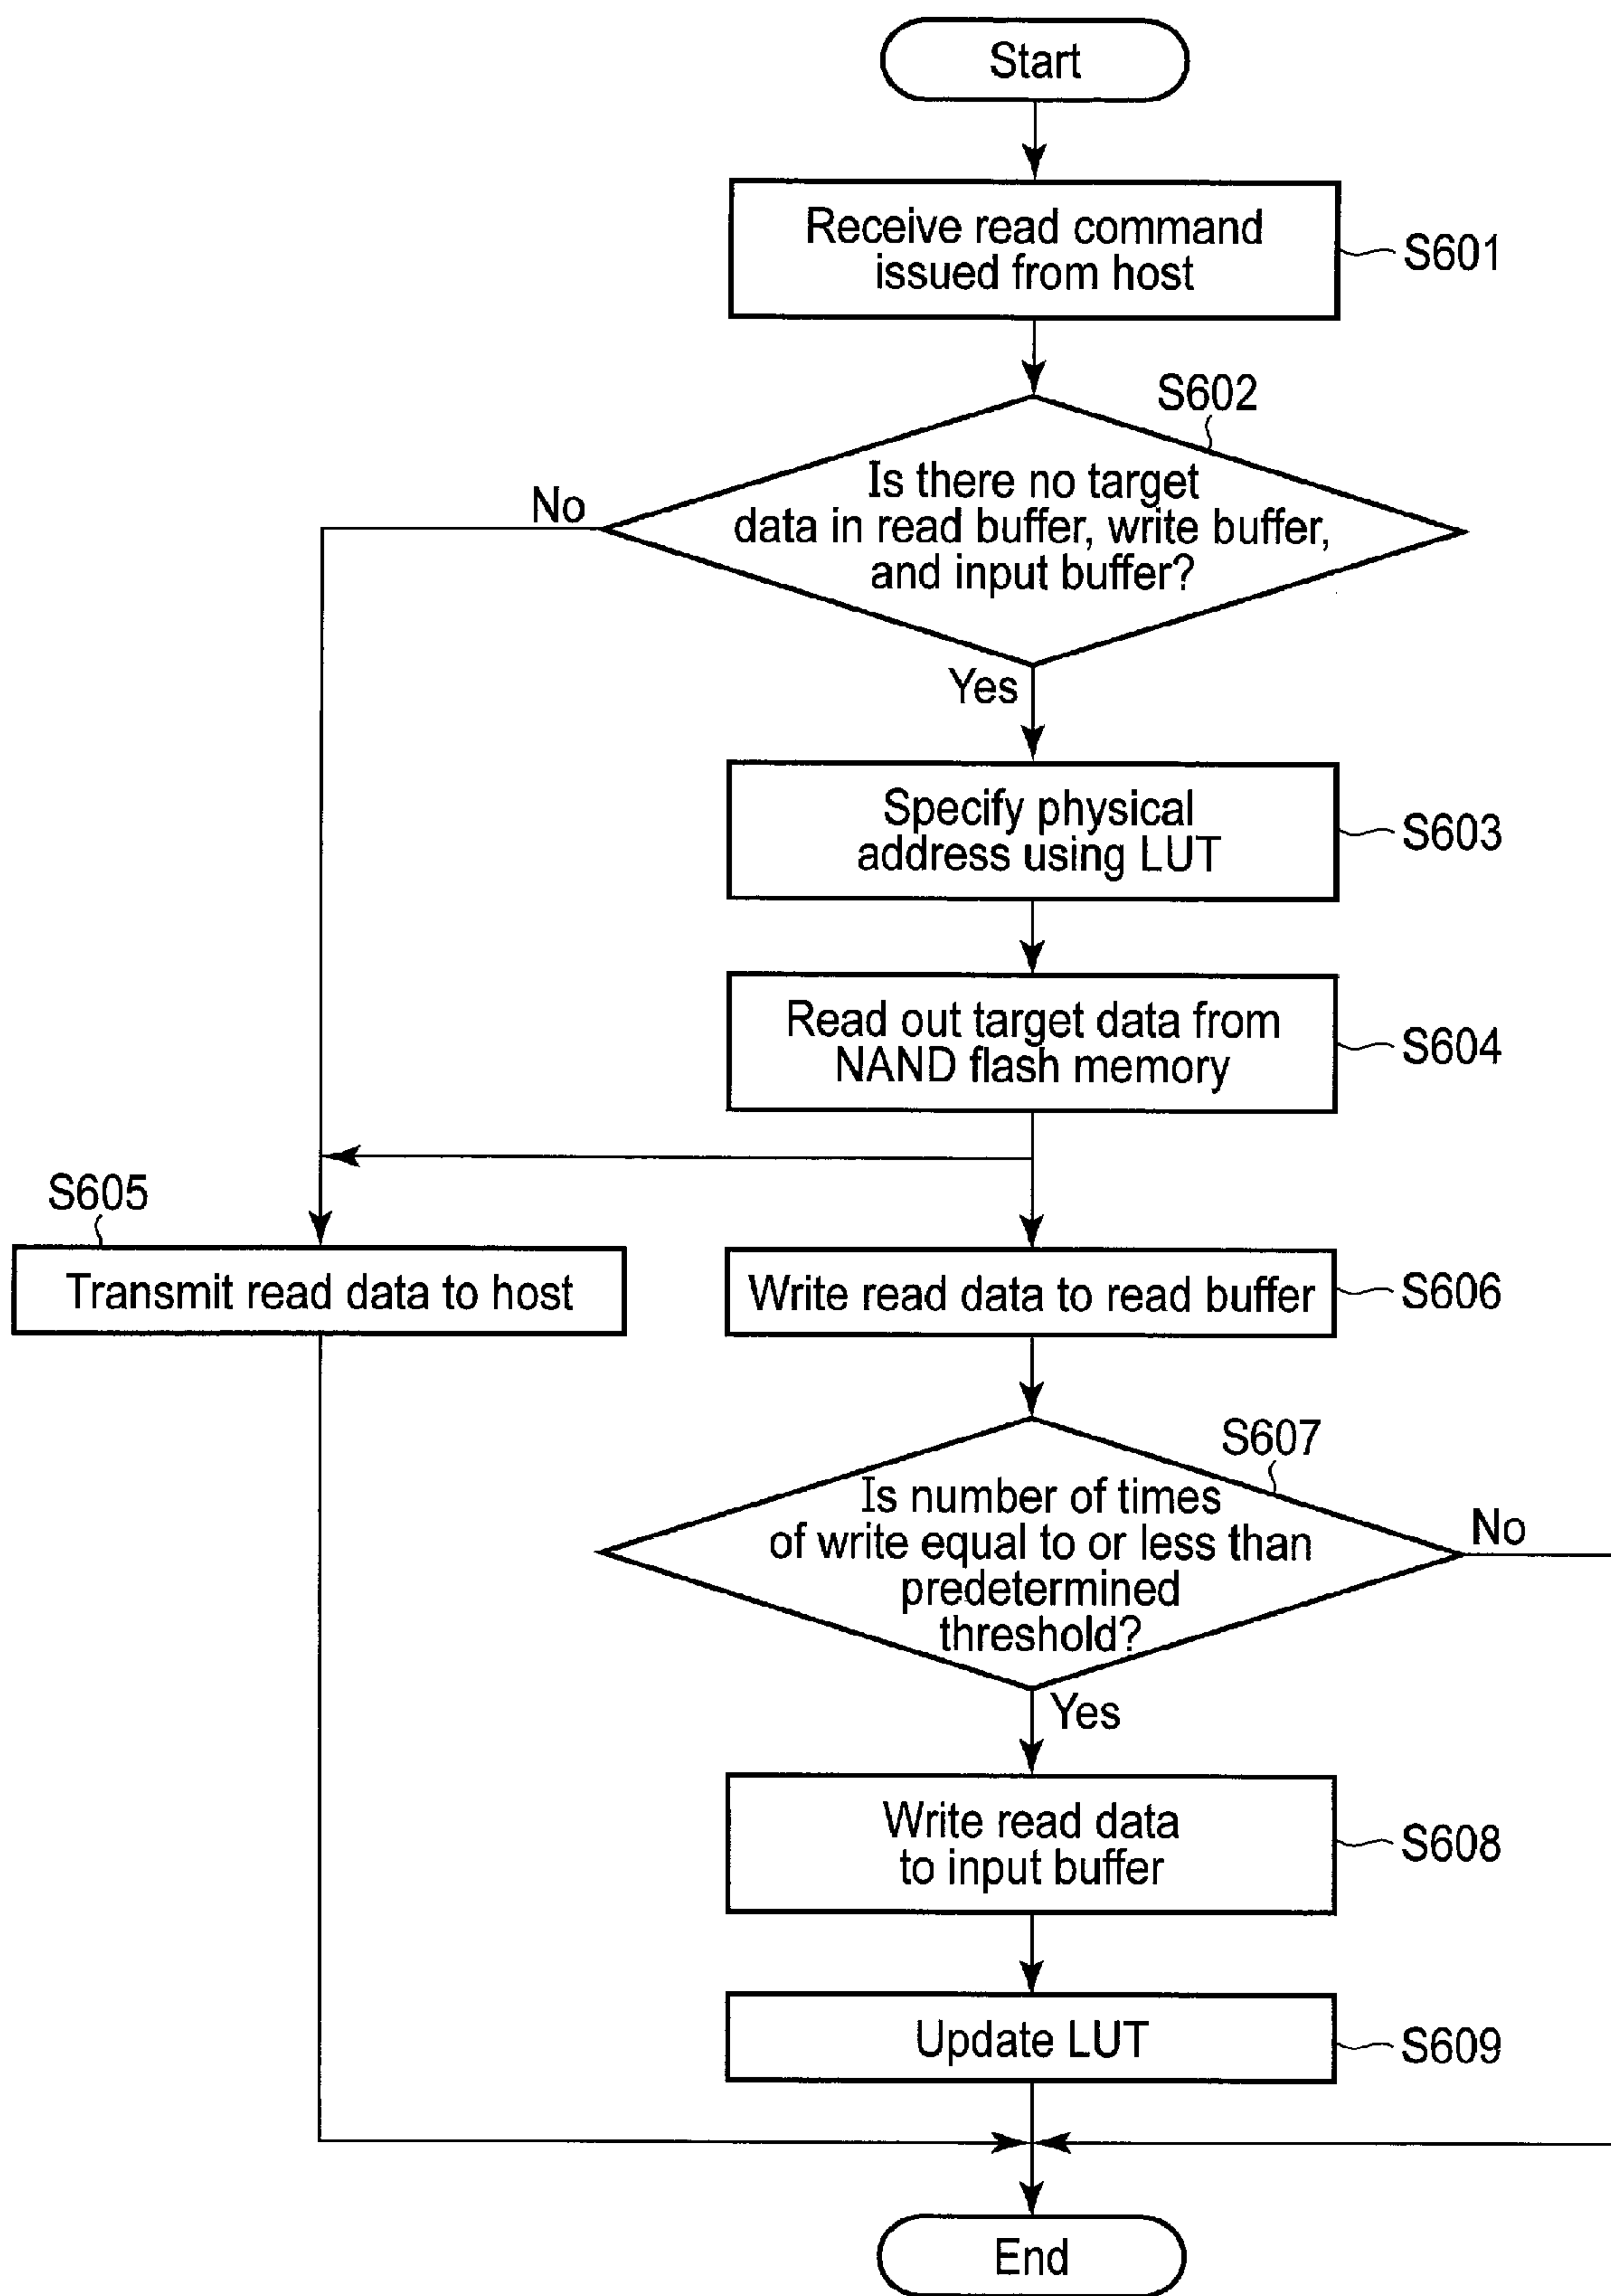 Start
Receive read command
issued from host
S601
S602
Is there no target
data in read buffer, write buffer,
and input buffer?
No
Yes
Specify physical
address using LUT
S603
Read out target data from
NAND flash memory
S604
S605
Transmit read data to host
Write read data to read buffer
S606
S607
Is number of times
of write equal to or less than
predetermined
threshold?
No
Yes
Write read data
to input buffer
S608
Update LUT
S609
End